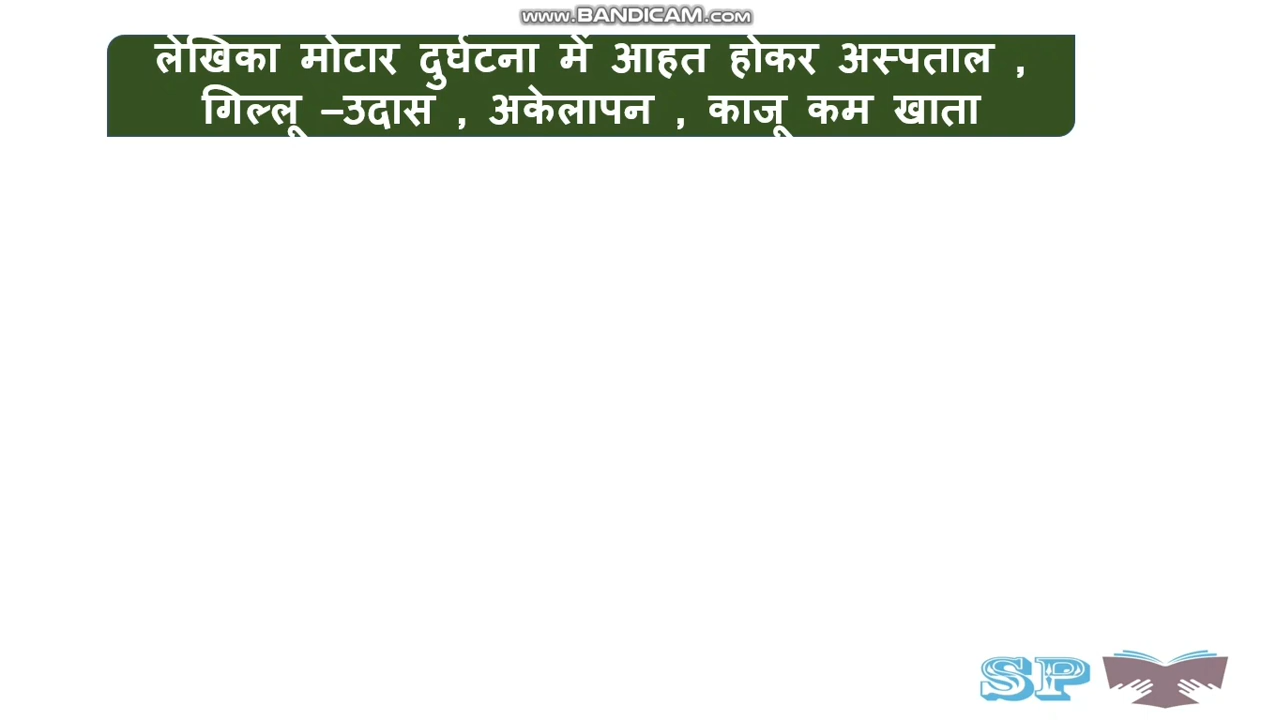 www.BANDICAM.com
लेखिका मोटार दुर्घटना में आहत होकर अस्पताल ,
गिल्लू –उदास , अकेलापन , काजू कम खाता
SP